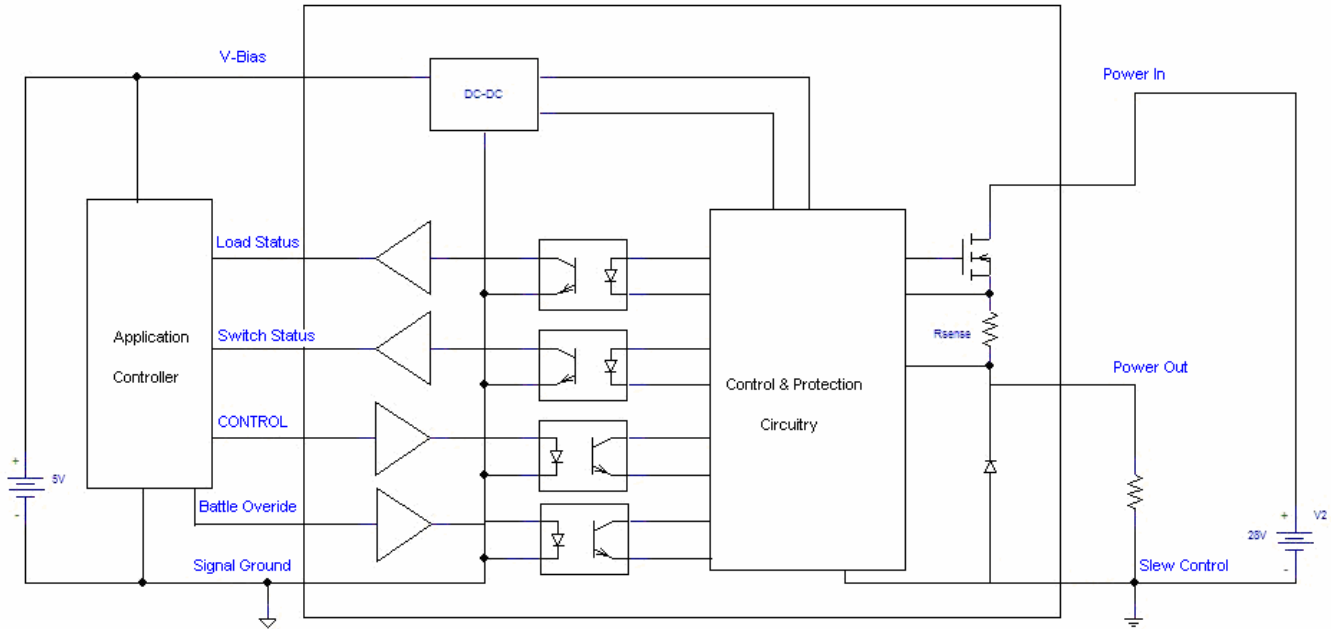 V-Bias
Power In
DC-DC
Load Status
Application
Controller
Switch Status
Rsense
Control & Protection
Circuitry
Power Out
CONTROL
+
5V
-
Battle Overide
+
V2
28V
-
Signal Ground
Slew Control